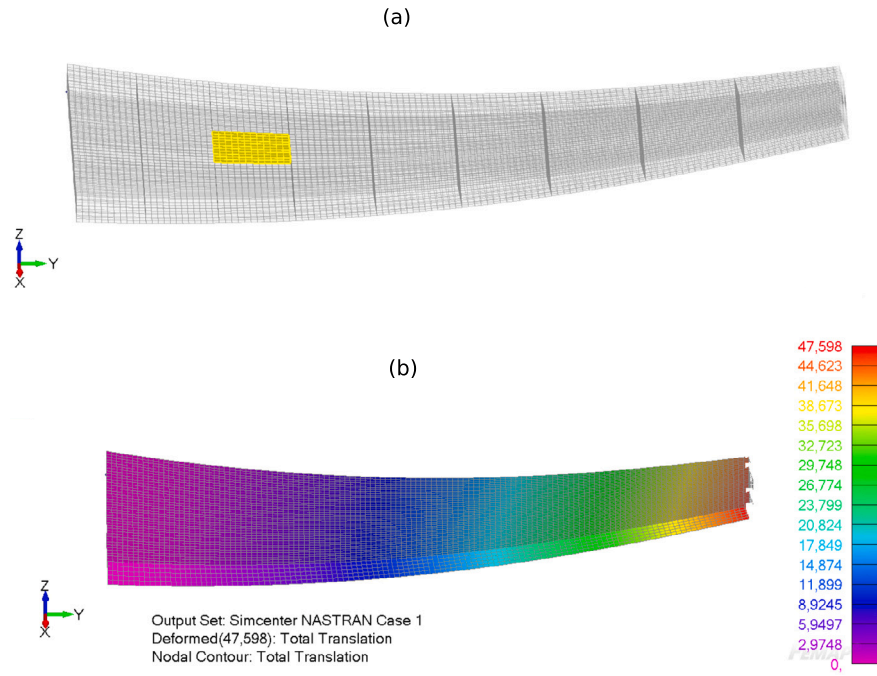 (a)
Z
Y
X
(b)
47,598
44,623
41,648
38,673
35,698
32,723
29,748
26,774
23,799
20,824
17,849
14,874
11,899
8,9245
5,9497
2,9748
0,
Z
Y
X
Output Set: Simcenter NASTRAN Case 1
Deformed(47,598): Total Translation
Nodal Contour: Total Translation
FEMAP